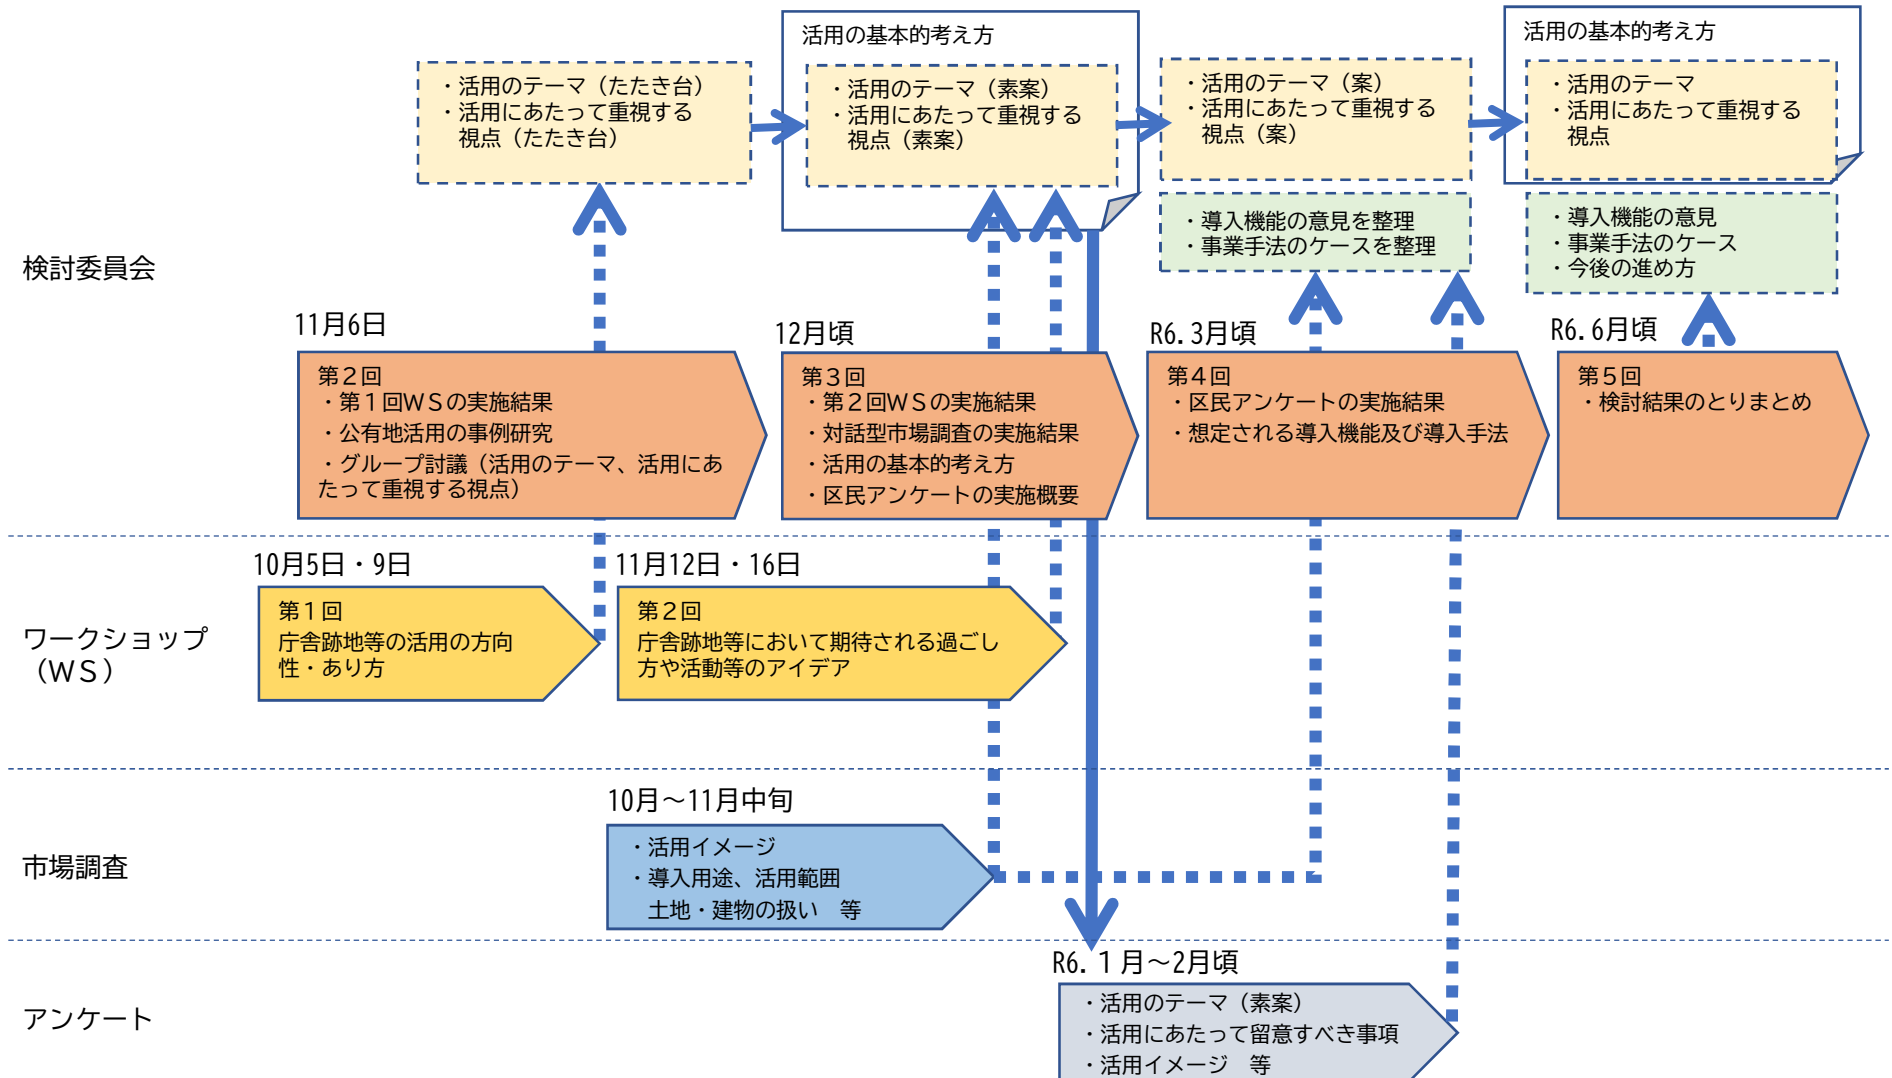 活用の基本的考え方
活用の基本的考え方
・活用のテーマ（たたき台）
・活用にあたって重視する
視点（たたき台）
・活用のテーマ（素案）
・活用にあたって重視する
視点（素案）
・活用のテーマ（案）
・活用にあたって重視する
視点（案）
・活用のテーマ
・活用にあたって重視する
視点
・導入機能の意見を整理
・事業手法のケースを整理
・導入機能の意見
・事業手法のケース
・今後の進め方
検討委員会
11月6日
第２回
・第１回ＷＳの実施結果
・公有地活用の事例研究
・グループ討議（活用のテーマ、活用にあ
たって重視する視点）
12月頃
第３回
・第２回ＷＳの実施結果
・対話型市場調査の実施結果
・活用の基本的考え方
・区民アンケートの実施概要
R6.3月頃
第４回
・区民アンケートの実施結果
・想定される導入機能及び導入手法
R6.6月頃
第５回
・検討結果のとりまとめ
ワークショップ
（ＷＳ）
10月5日・9日
第１回
庁舎跡地等の活用の方向
性・あり方
11月12日・16日
第２回
庁舎跡地等において期待される過ごし
方や活動等のアイデア
市場調査
10月～11月中旬
・活用イメージ
・導入用途、活用範囲
土地・建物の扱い　等
アンケート
R6.１月～2月頃
・活用のテーマ（素案）
・活用にあたって留意すべき事項
・活用イメージ　等